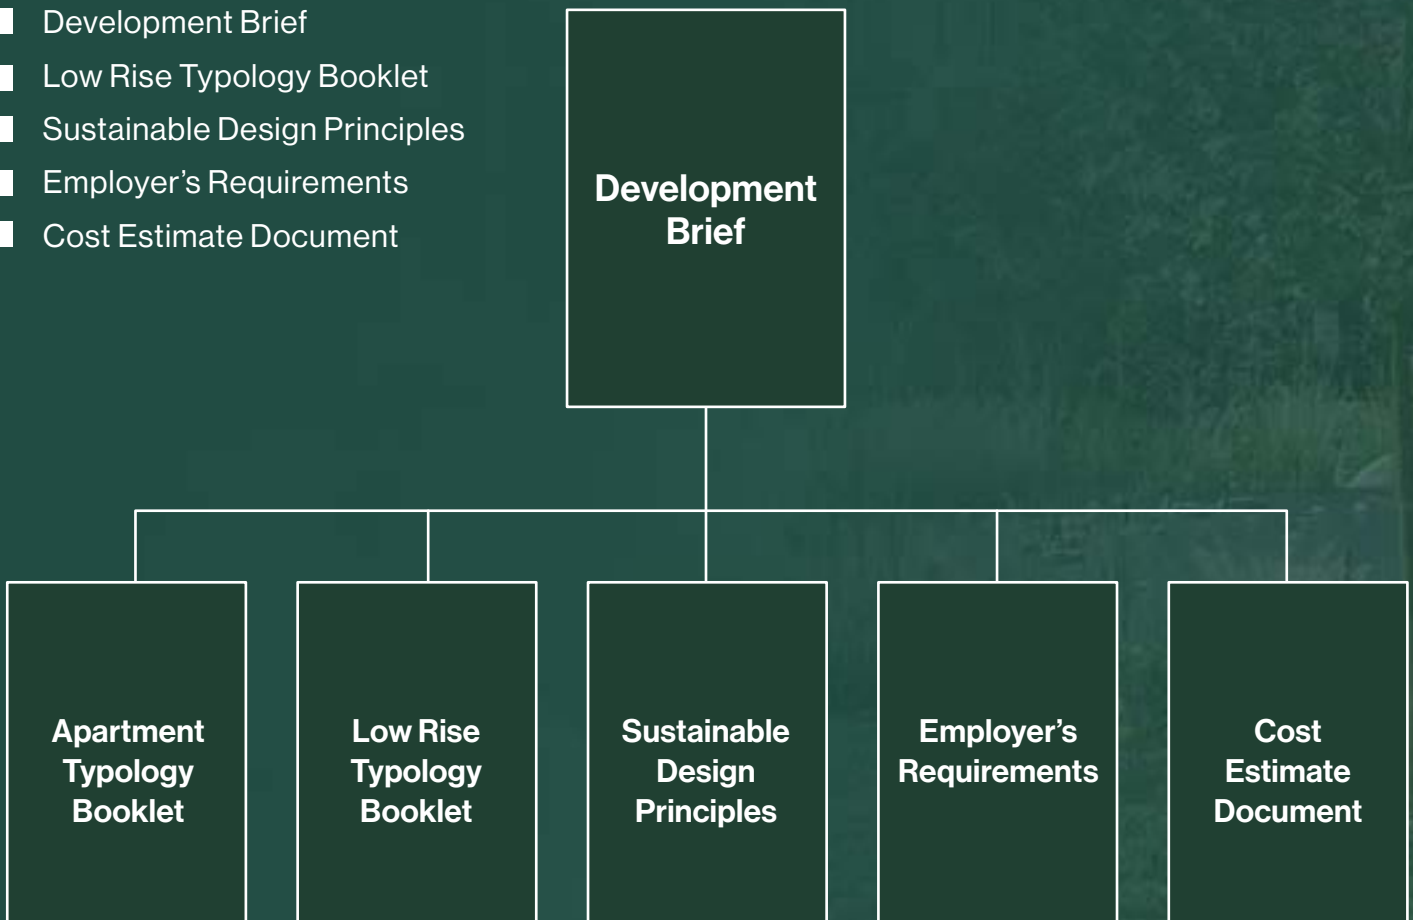 Development Brief
Low Rise Typology Booklet
Sustainable Design Principles
Employer’s Requirements
Cost Estimate Document
Development
Brief
Apartment
Typology
Booklet
Low Rise
Typology
Booklet
Sustainable
Design
Principles
Employer’s
Requirements
Cost
Estimate
Document